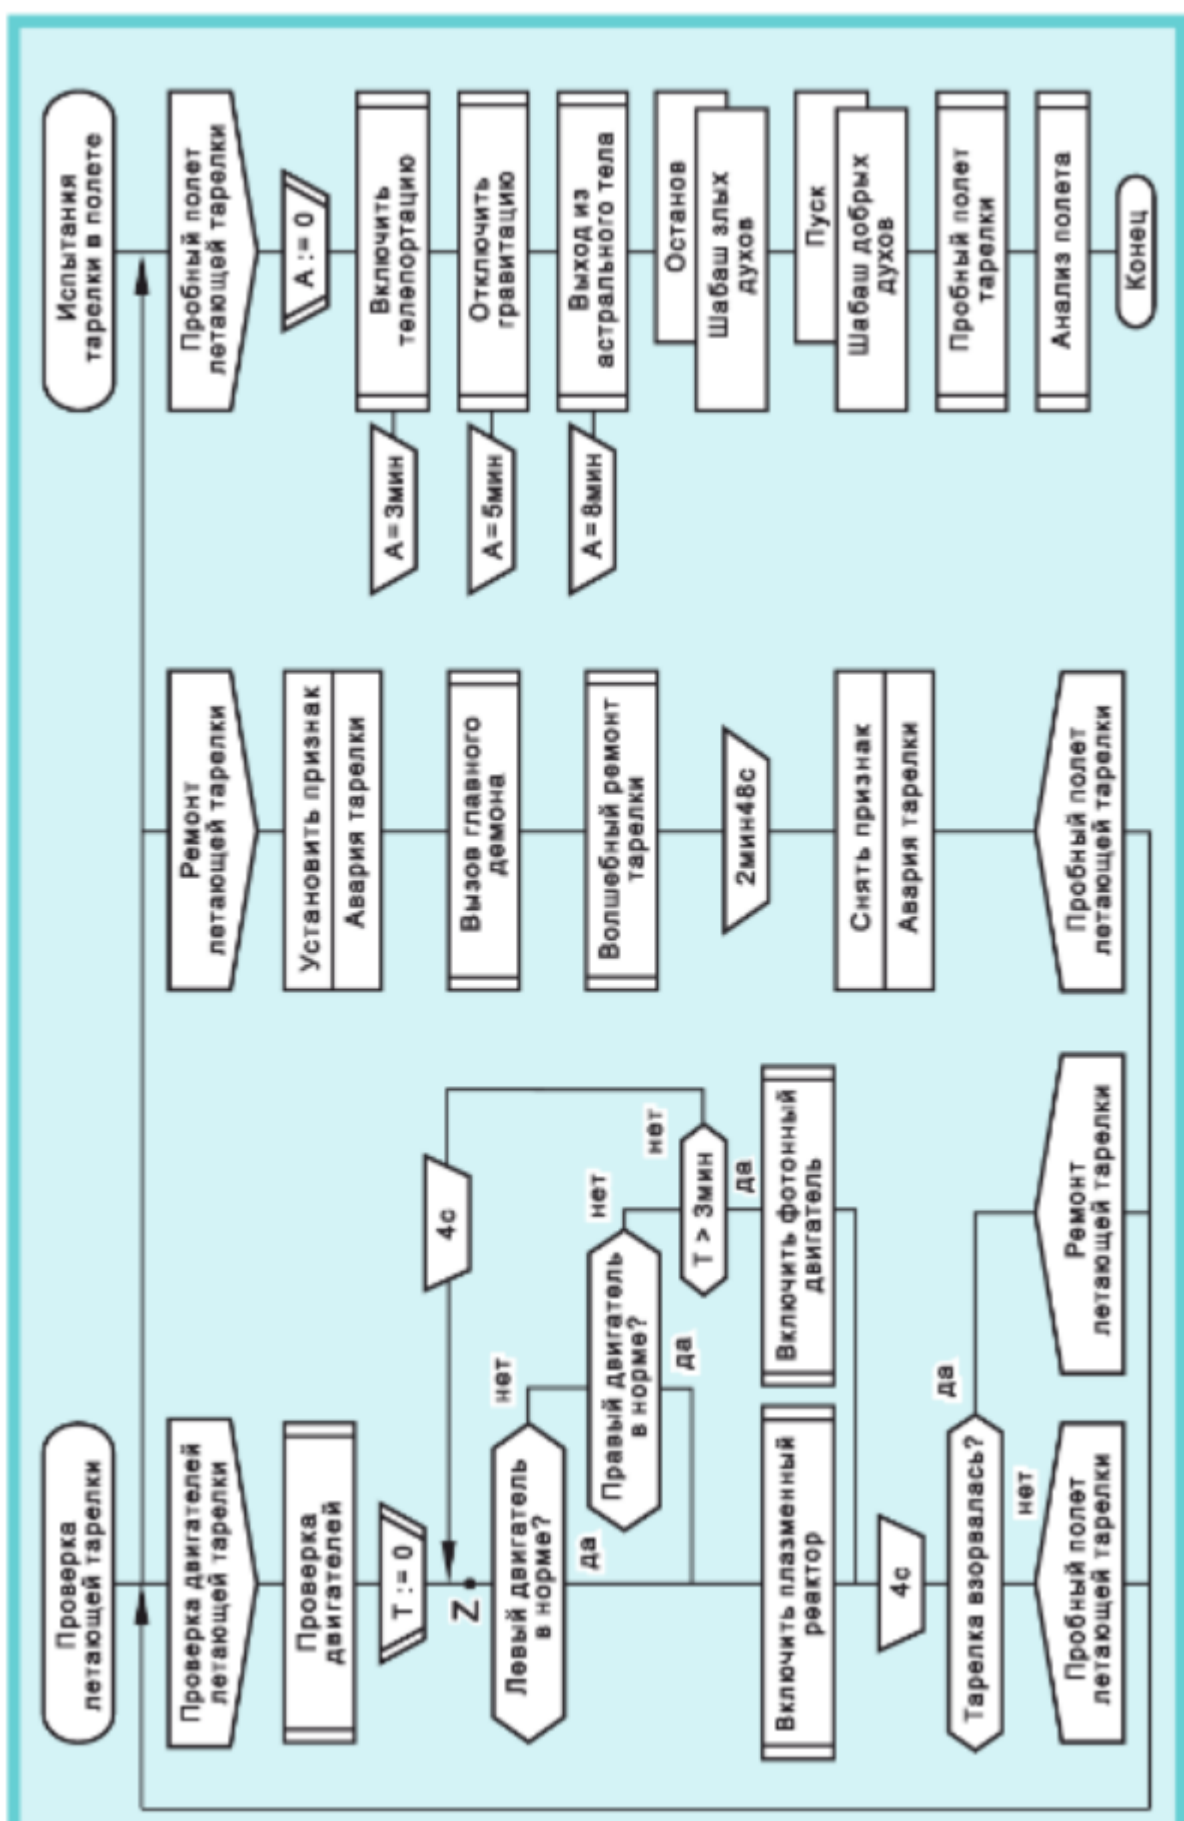 Проверка
летающей тарелки
Проверка двигателей
летающей тарелки
Проверка
двигателей
T := 0
Z
Левый двигатель
в норме?
нет
да
Правый двигатель
в норме?
нет
да
T > 3мин
нет
да
4с
Включить плазменный
реактор
Включить фотонный
двигатель
4с
Тарелка взорвалась?
да
нет
Пробный полет
летающей тарелки
Ремонт
летающей тарелки
Ремонт
летающей тарелки
Установить признак
Авария тарелки
Вызов главного
демона
Волшебный ремонт
тарелки
2мин48с
Снять признак
Авария тарелки
Пробный полет
летающей тарелки
Испытания
тарелки в полете
Пробный полет
летающей тарелки
A := 0
A=3мин
Включить
телепортацию
A=5мин
Отключить
гравитацию
A=8мин
Выход из
астрального тела
Останов
Шабаш злых
духов
Пуск
Шабаш добрых
духов
Пробный полет
тарелки
Анализ полета
Конец